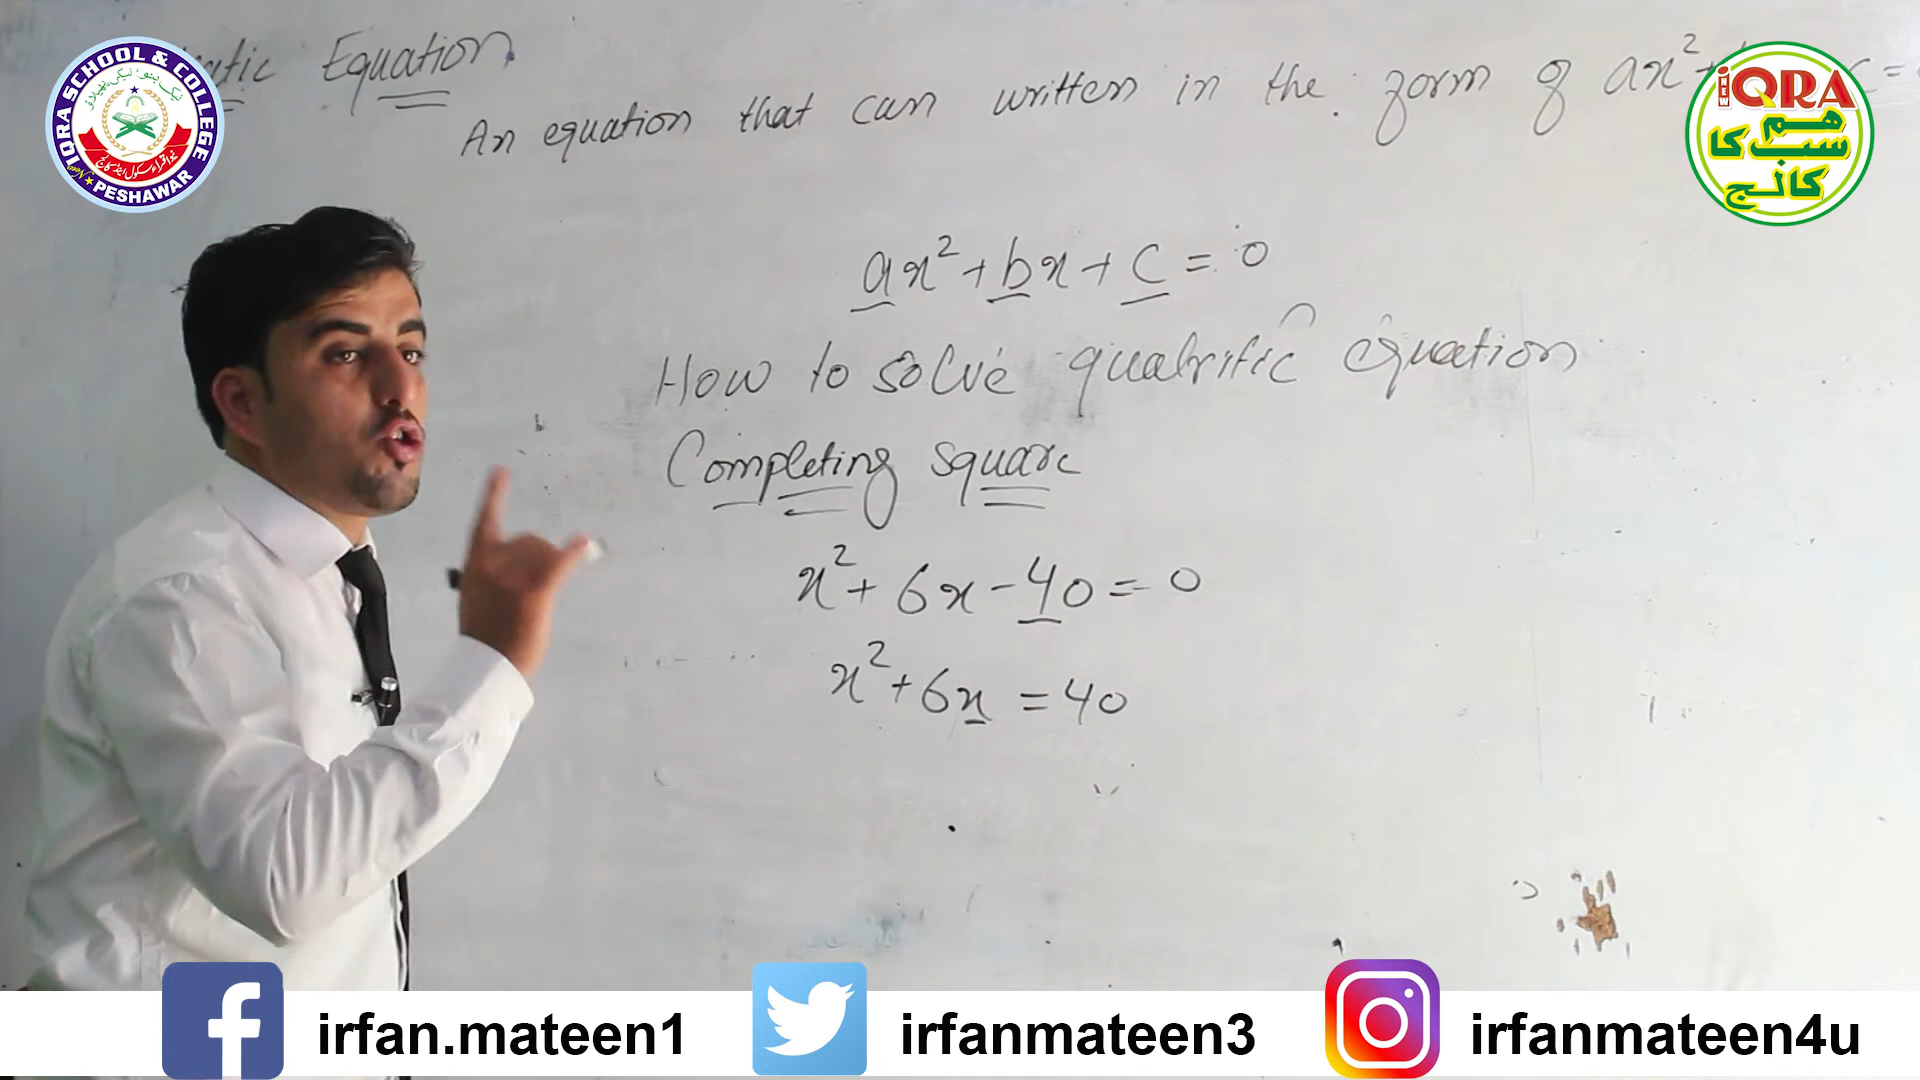 Equation
An equation that can written in the form of ax²+
ax²+bx+c=0
How to solve quadritic equation
Completing square
x²+6x-40=0
x²+6x=40
IQRA SCHOOL & COLLEGE
PESHAWAR
IQRA
ہم
سب کا
کالج
irfan.mateen1
irfanmateen3
irfanmateen4u